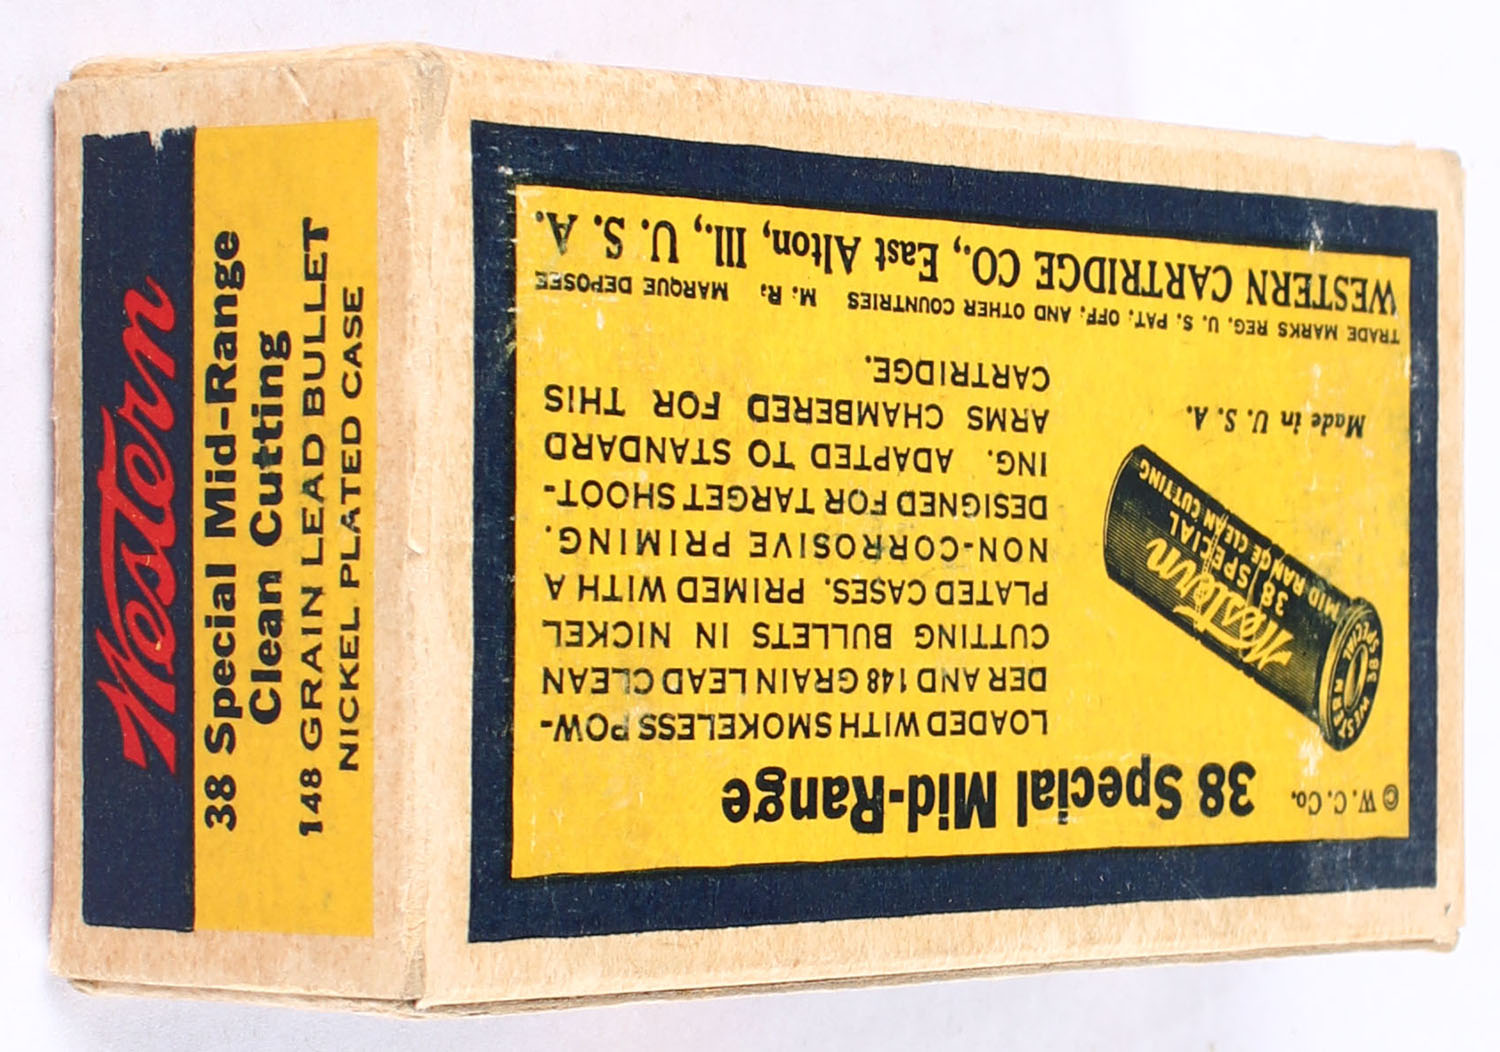 Western
38 Special Mid-Range
Clean Cutting
148 GRAIN LEAD BULLET
NICKEL PLATED CASE
© W. C. Co.
38 Special Mid-Range
LOADED WITH SMOKELESS POW-
DER AND 148 GRAIN LEAD CLEAN
CUTTING BULLETS IN NICKEL
PLATED CASES. PRIMED WITH A
NON-CORROSIVE PRIMING.
DESIGNED FOR TARGET SHOOT-
ING. ADAPTED TO STANDARD
ARMS CHAMBERED FOR THIS
CARTRIDGE.
WESTERN
38 SP.
SPECIAL
Western
38 SPECIAL
MID RANGE CLEAN CUTTING
Made in U. S. A.
TRADE MARKS REG. U. S. PAT. OFF. AND OTHER COUNTRIES M. R. MARQUE DEPOSEE
WESTERN CARTRIDGE CO., East Alton, Ill., U. S. A.